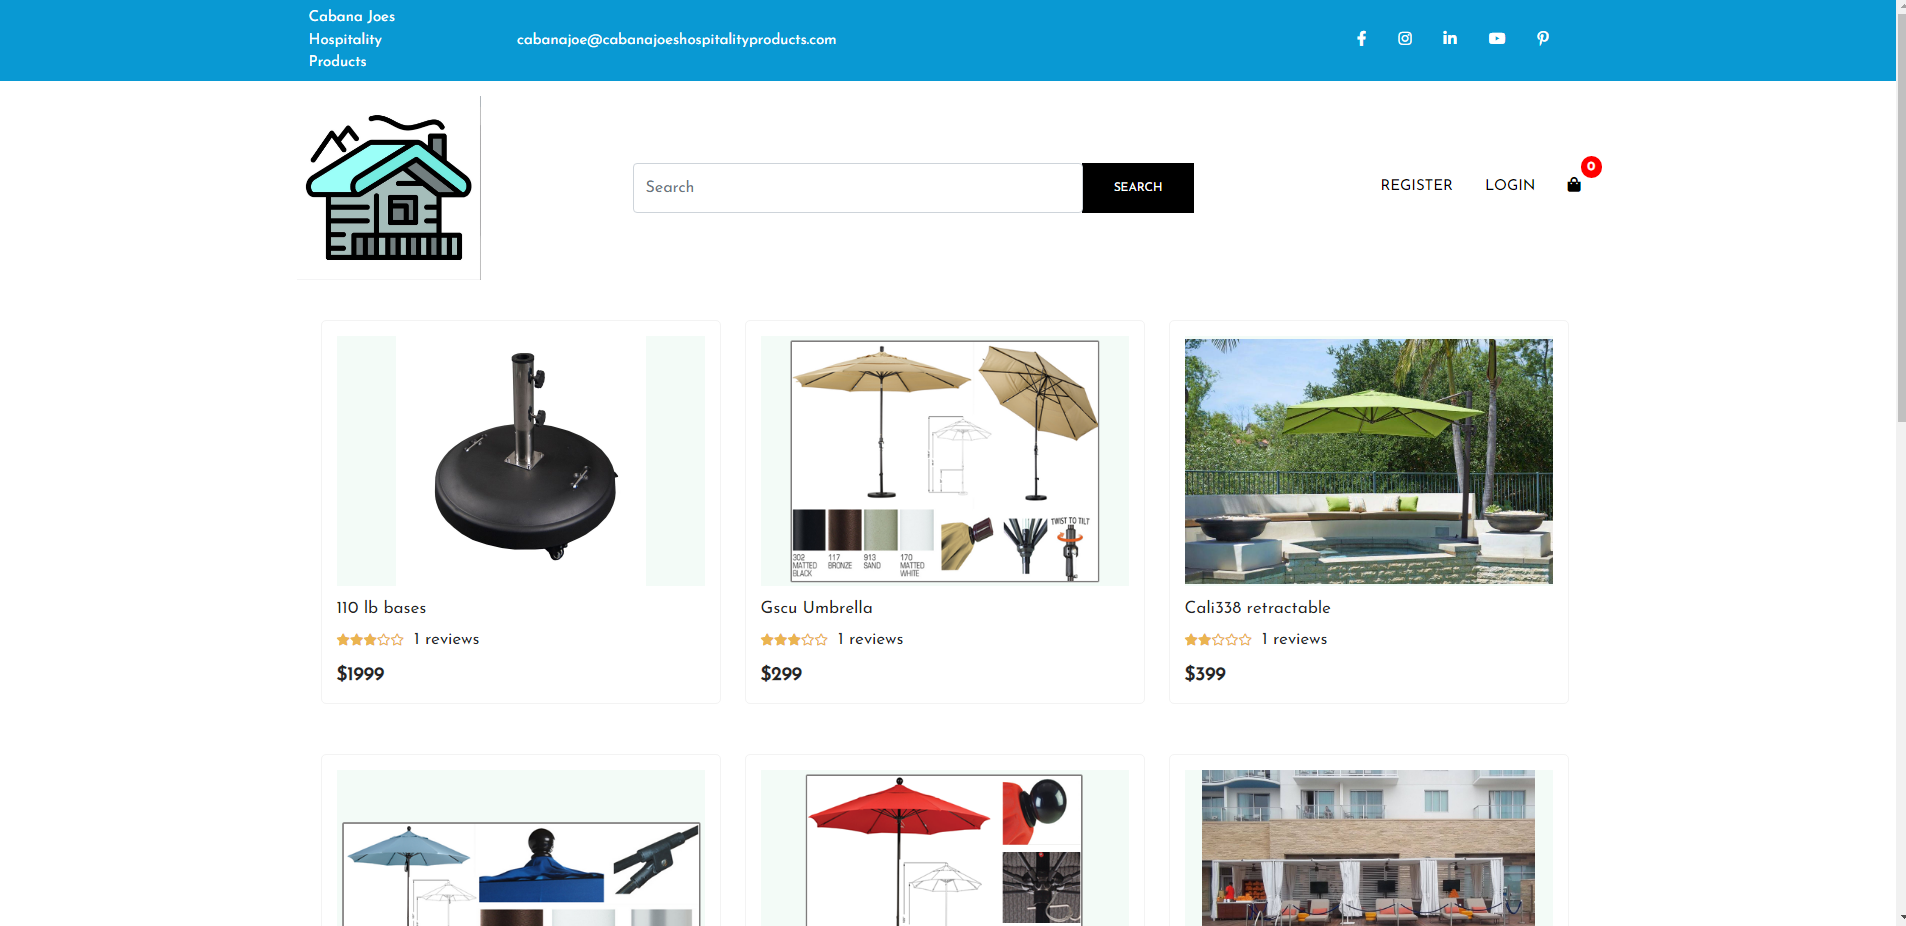 Cabana Joes
Hospitality
Products
cabanajoe@cabanajoeshospitalityproducts.com
Search
SEARCH
REGISTER
LOGIN
0
TWIST TO TILT
302
MATTED
BLACK
117
BRONZE
913
SAND
170
MATTED
WHITE
110 lb bases
1 reviews
$1999
Gscu Umbrella
1 reviews
$299
Cali338 retractable
1 reviews
$399